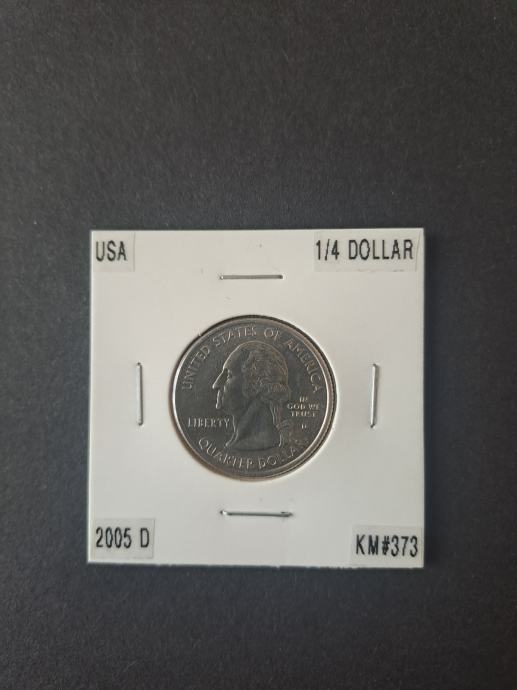 USA
1/4 DOLLAR
UNITED STATES OF AMERICA
LIBERTY
IN
GOD WE
TRUST
D
QUARTER DOLLAR
2005 D
KM#373